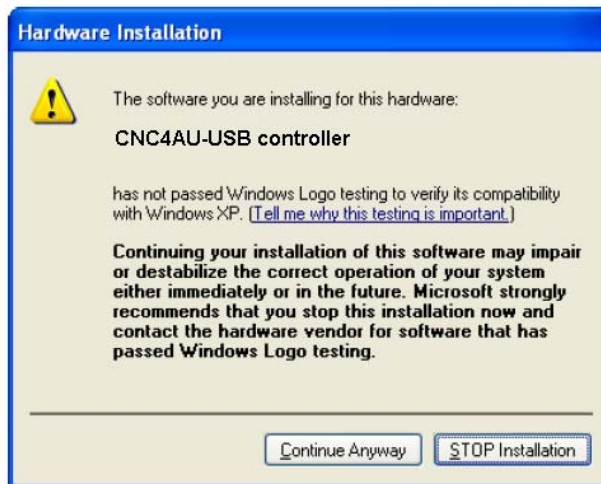 Hardware Installation
The software you are installing for this hardware:
CNC4AU-USB controller
has not passed Windows Logo testing to verify its compatibility
with Windows XP. (Tell me why this testing is important.)
Continuing your installation of this software may impair
or destabilize the correct operation of your system
either immediately or in the future. Microsoft strongly
recommends that you stop this installation now and
contact the hardware vendor for software that has
passed Windows Logo testing.
Continue Anyway
STOP Installation